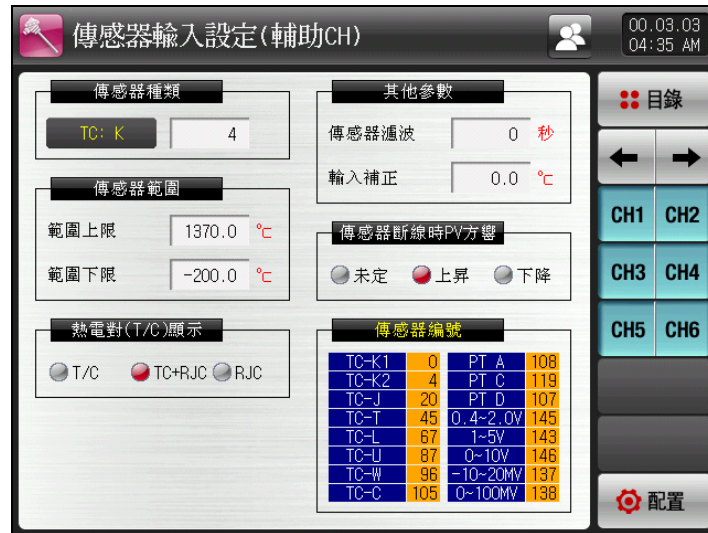 傳感器輸入設定(輔助CH)
00.03.03
04:35 AM
傳感器種類
TC: K 4
傳感器範圍
範圍上限 1370.0 ℃
範圍下限 -200.0 ℃
熱電對(T/C)顯示
T/C TC+RJC RJC
其他參數
傳感器濾波 0 秒
輸入補正 0.0 ℃
傳感器斷線時PV方響
未定 上昇 下降
傳感器編號
TC-K1 0 PT A 108
TC-K2 4 PT C 119
TC-J 20 PT D 107
TC-T 45 0.4~2.0V 145
TC-L 67 1~5V 143
TC-U 87 0~10V 146
TC-W 96 -10~20MV 137
TC-C 105 0~100MV 138
目錄
CH1 CH2
CH3 CH4
CH5 CH6
配置